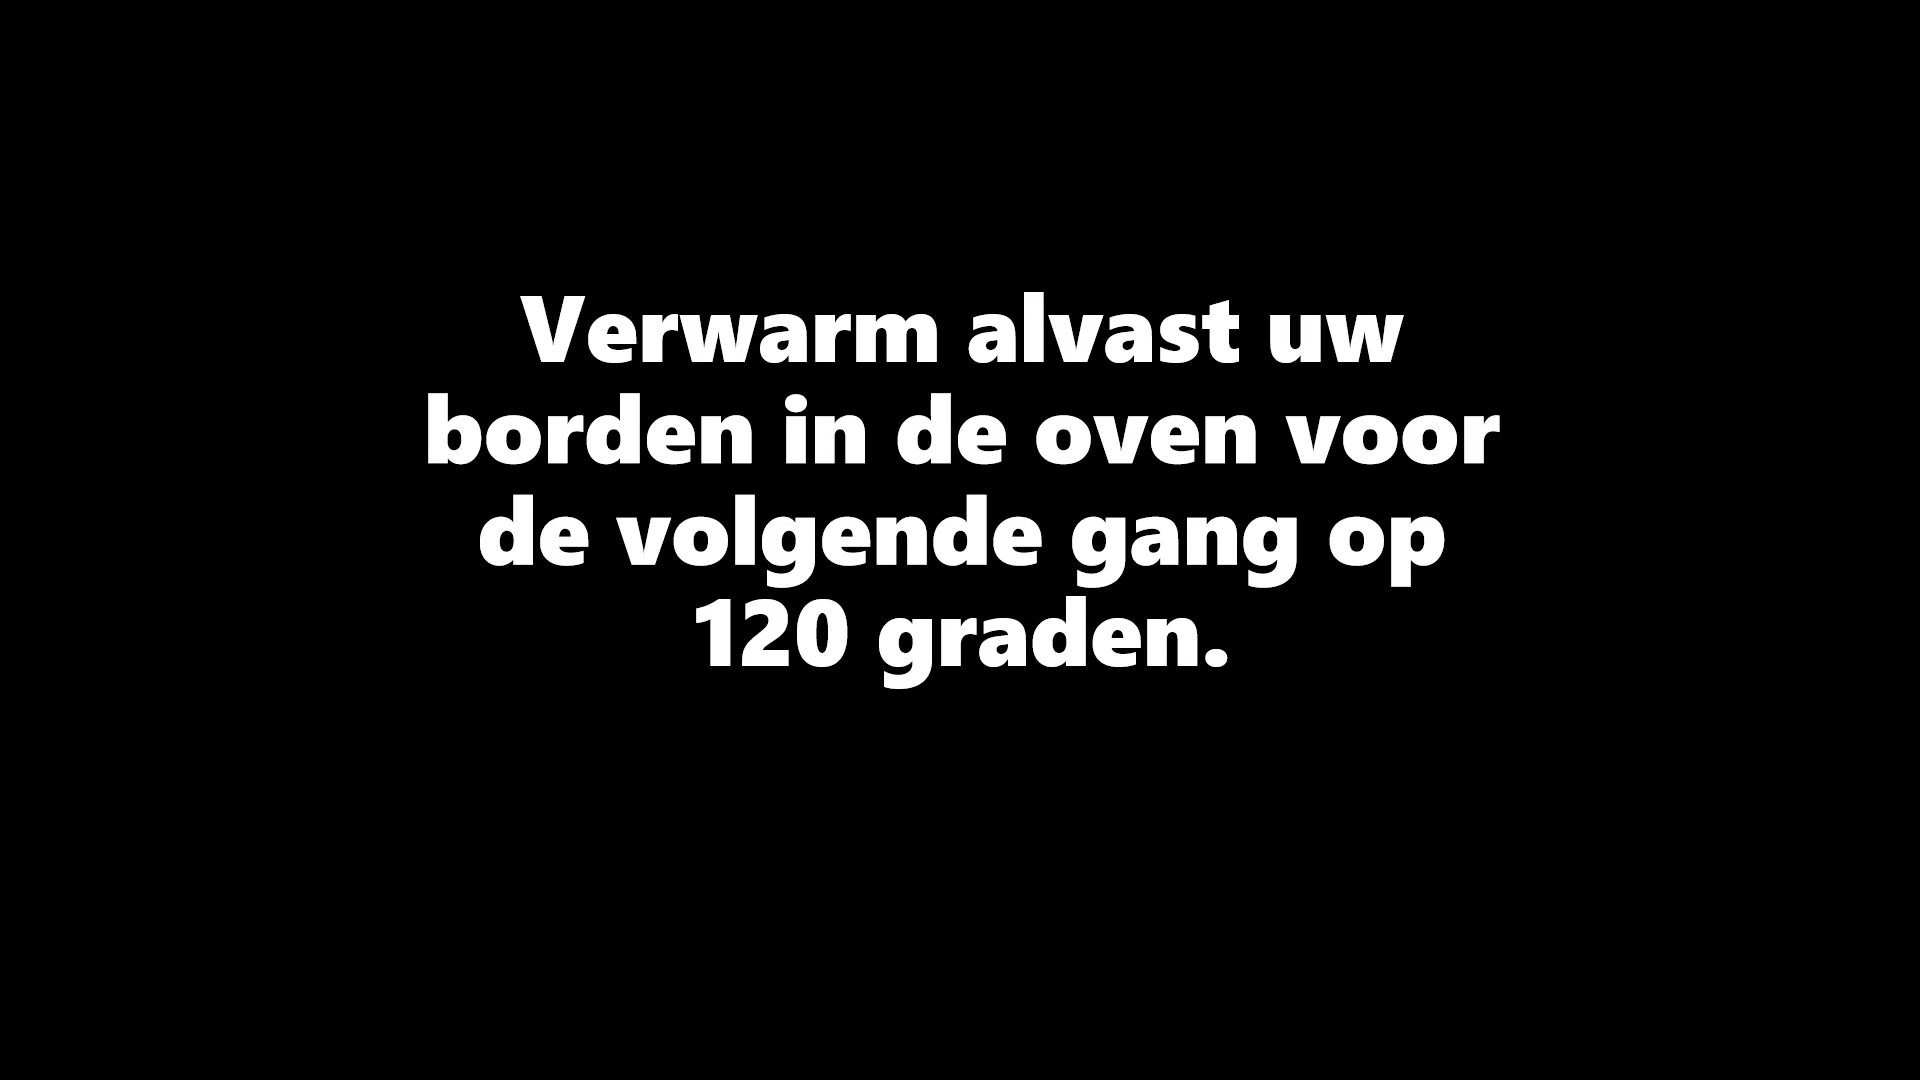 Verwarm alvast uw
borden in de oven voor
de volgende gang op
120 graden.